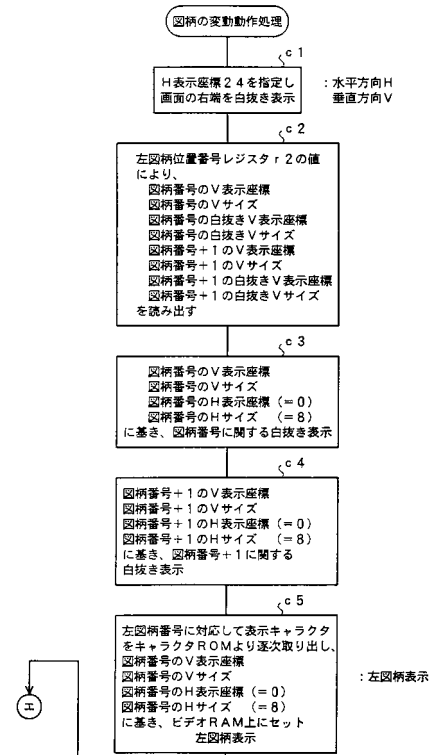 図柄の変動動作処理
c1
H表示座標24を指定し
画面の右端を白抜き表示
:水平方向H
垂直方向V
c2
左図柄位置番号レジスタr2の値
により、
図柄番号のV表示座標
図柄番号のVサイズ
図柄番号の白抜きV表示座標
図柄番号の白抜きVサイズ
図柄番号+1のV表示座標
図柄番号+1のVサイズ
図柄番号+1の白抜きV表示座標
図柄番号+1の白抜きVサイズ
を読み出す
c3
図柄番号のV表示座標
図柄番号のVサイズ
図柄番号のH表示座標(=0)
図柄番号のHサイズ (=8)
に基き、図柄番号に関する白抜き表示
c4
図柄番号+1のV表示座標
図柄番号+1のVサイズ
図柄番号+1のH表示座標(=0)
図柄番号+1のHサイズ (=8)
に基き、図柄番号+1に関する
白抜き表示
c5
左図柄番号に対応して表示キャラクタ
をキャラクタROMより逐次取り出し、
図柄番号のV表示座標
図柄番号のVサイズ
図柄番号のH表示座標(=0)
図柄番号のHサイズ (=8)
に基き、ビデオRAM上にセット
左図柄表示
:左図柄表示
エ